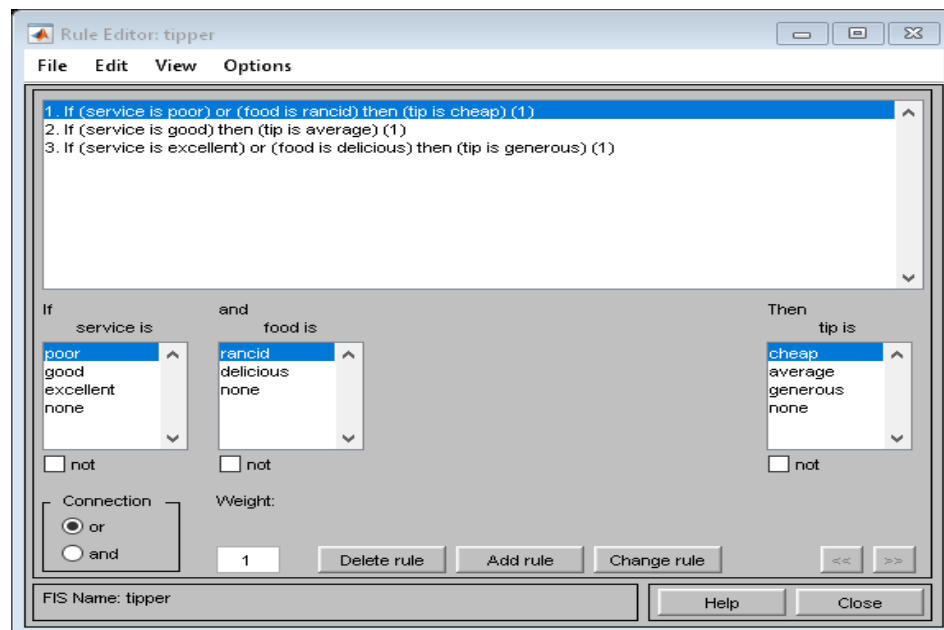 Rule Editor: tipper
File Edit View Options
1. If (service is poor) or (food is rancid) then (tip is cheap) (1)
2. If (service is good) then (tip is average) (1)
3. If (service is excellent) or (food is delicious) then (tip is generous) (1)
If
service is
poor
good
excellent
none
not
and
food is
rancid
delicious
none
not
Then
tip is
cheap
average
generous
none
not
Connection
or
and
Weight:
1
Delete rule
Add rule
Change rule
<<
>>
FIS Name: tipper
Help
Close